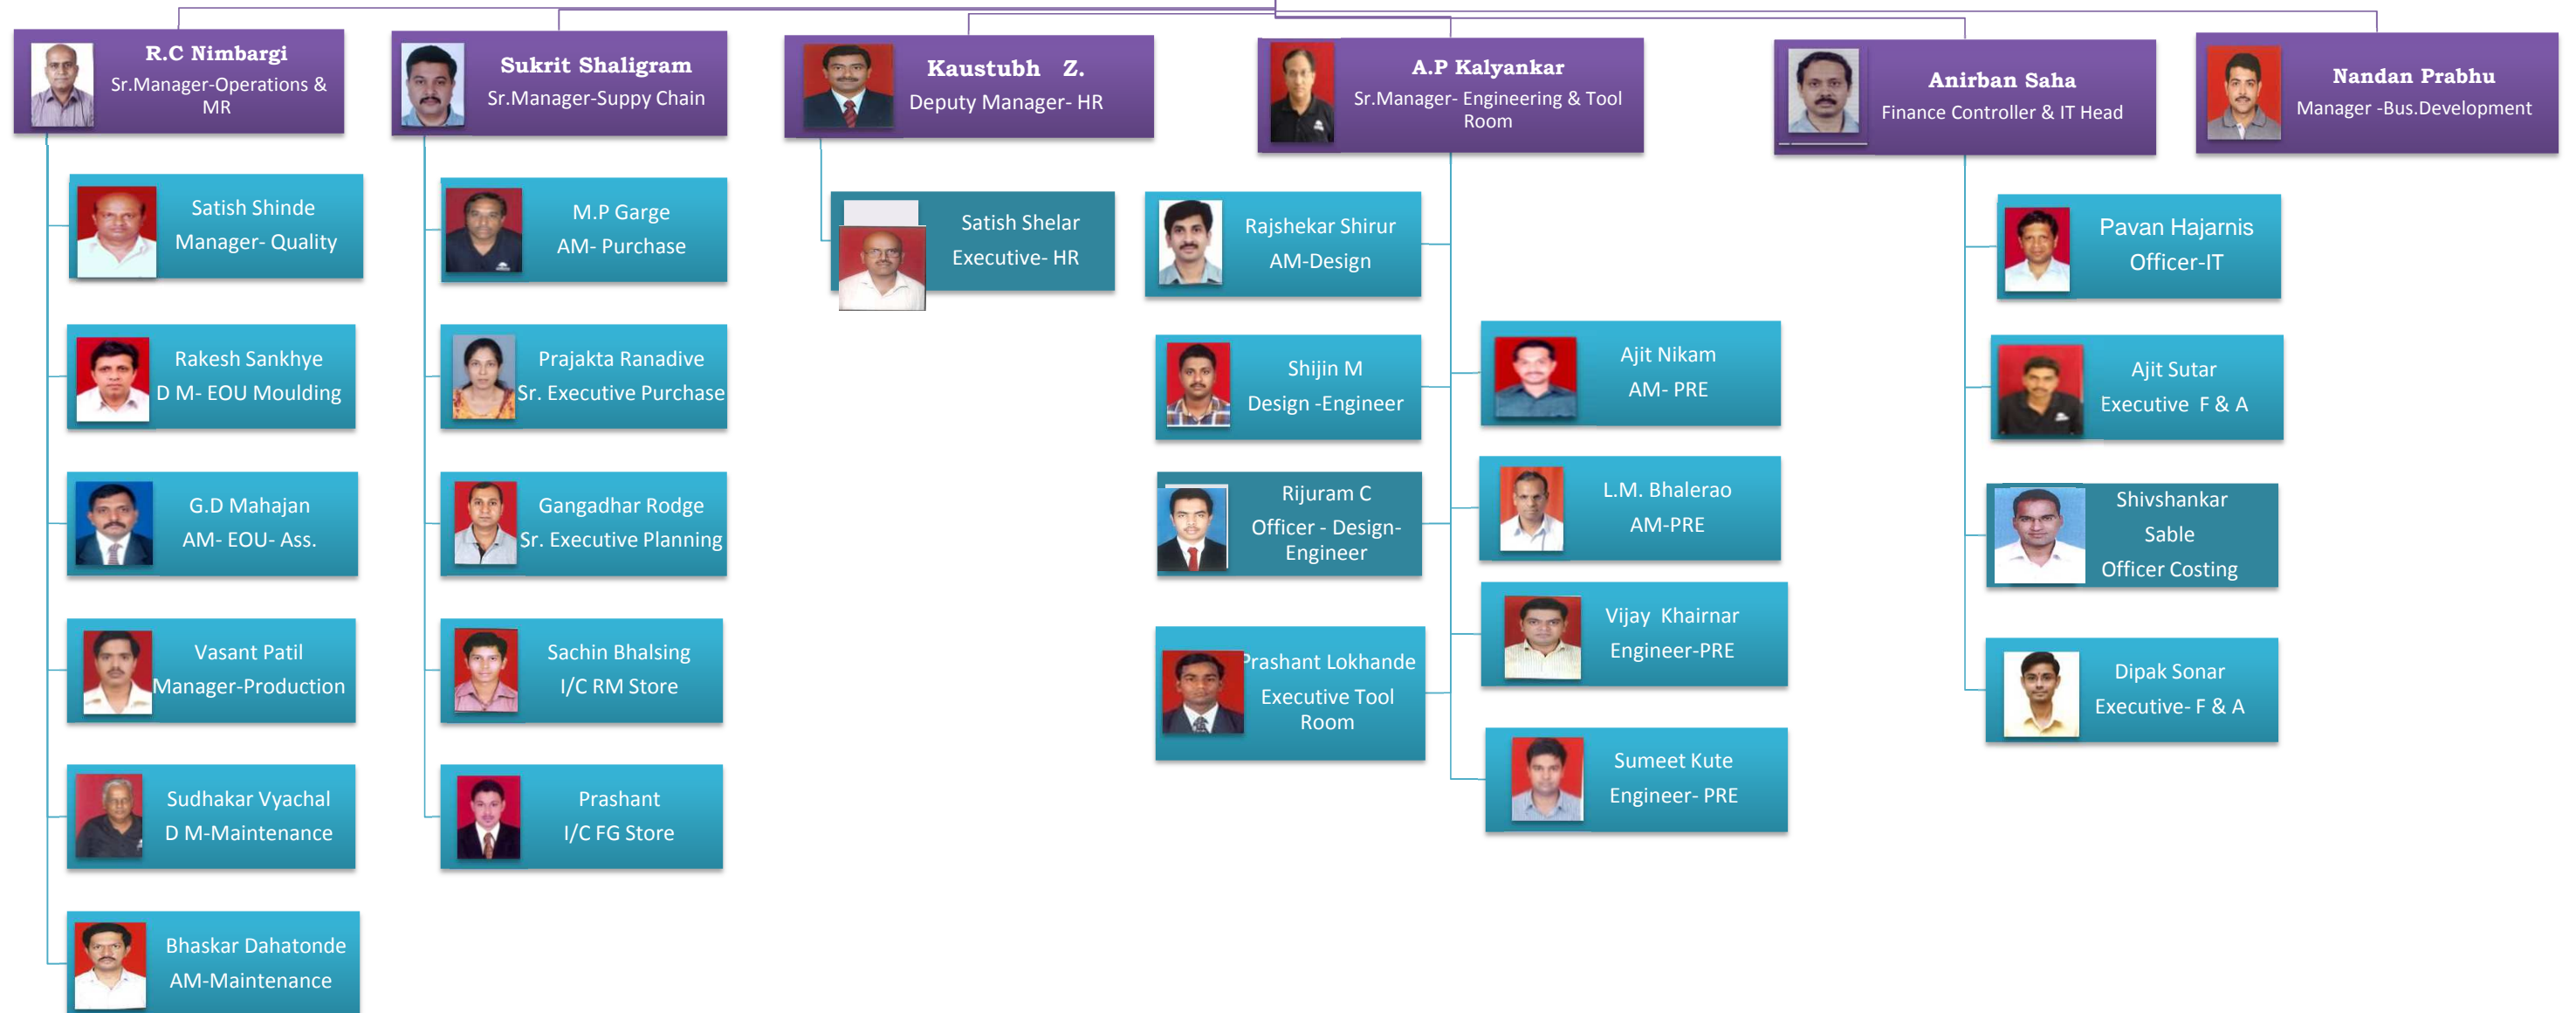 R.C Nimbargi
Sr.Manager-Operations &
MR
Satish Shinde
Manager- Quality
Rakesh Sankhye
D M- EOU Moulding
G.D Mahajan
AM- EOU- Ass.
Vasant Patil
Manager-Production
Sudhakar Vyachal
D M-Maintenance
Bhaskar Dahatonde
AM-Maintenance
Sukrit Shaligram
Sr.Manager-Suppy Chain
M.P Garge
AM- Purchase
Prajakta Ranadive
Sr. Executive Purchase
Gangadhar Rodge
Sr. Executive Planning
Sachin Bhalsing
I/C RM Store
Prashant
I/C FG Store
Kaustubh Z.
Deputy Manager- HR
Satish Shelar
Executive- HR
A.P Kalyankar
Sr.Manager- Engineering & Tool
Room
Rajshekar Shirur
AM-Design
Shijin M
Design -Engineer
Rijuram C
Officer - Design-
Engineer
Prashant Lokhande
Executive Tool
Room
Ajit Nikam
AM- PRE
L.M. Bhalerao
AM-PRE
Vijay Khairnar
Engineer-PRE
Sumeet Kute
Engineer- PRE
Anirban Saha
Finance Controller & IT Head
Pavan Hajarnis
Officer-IT
Ajit Sutar
Executive F & A
Shivshankar
Sable
Officer Costing
Dipak Sonar
Executive- F & A
Nandan Prabhu
Manager -Bus.Development